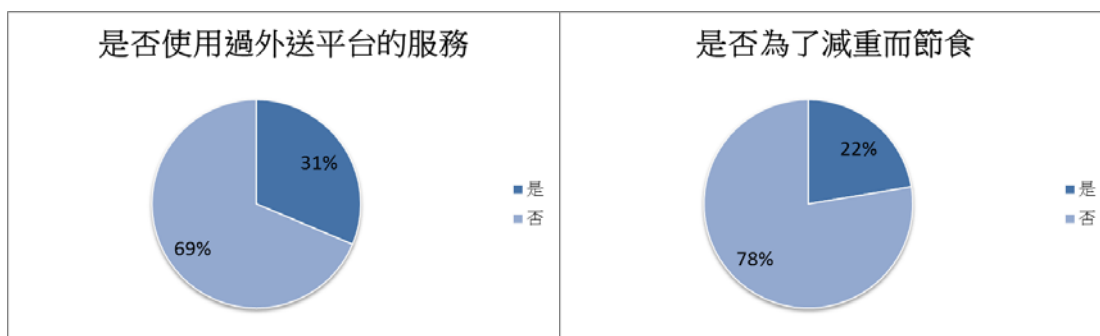 是否使用過外送平台的服務
31%
69%
是
否
是否為了減重而節食
22%
78%
是
否